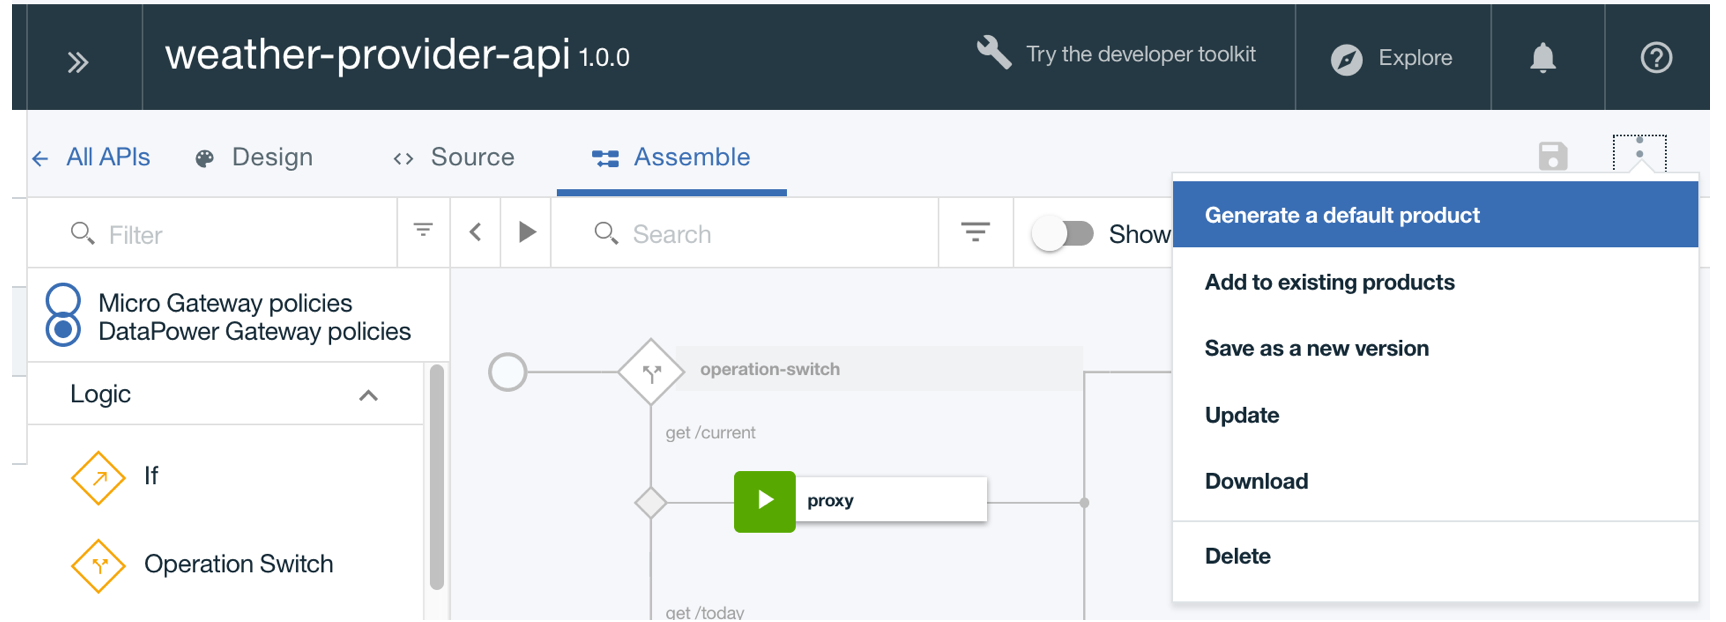 weather-provider-api 1.0.0
Try the developer toolkit
Explore
All APIs
Design
Source
Assemble
Filter
Search
Show
Generate a default product
Add to existing products
Save as a new version
Update
Download
Delete
Micro Gateway policies
DataPower Gateway policies
Logic
If
Operation Switch
operation-switch
get /current
proxy
get /today